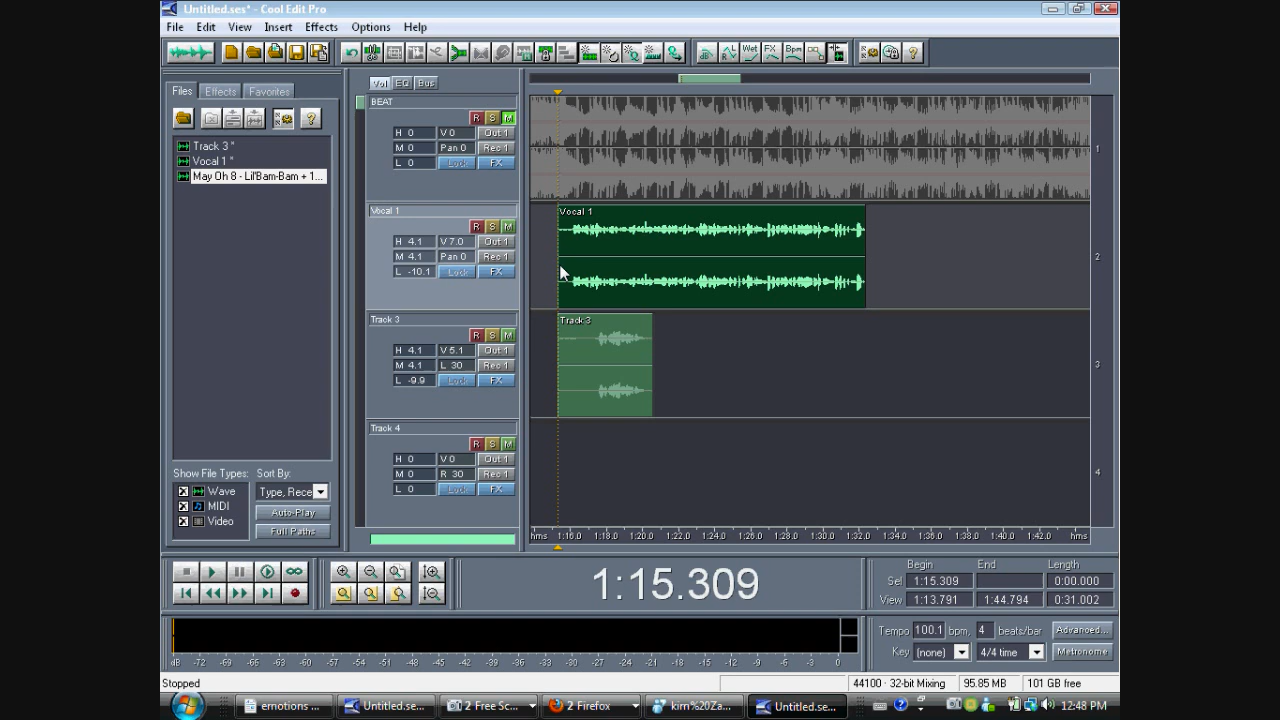 Untitled.ses* - Cool Edit Pro
File Edit View Insert Effects Options Help
Files Effects Favorites
Track 3 *
Vocal 1 *
May Oh 8 - Lil'Bam-Bam + 1...
Show File Types: Sort By:
Wave
MIDI
Video
Type, Rece
Auto-Play
Full Paths
Vol EQ Bus
BEAT
R S M
H 0 V 0 Out 1
M 0 Pan 0 Rec 1
L 0 Lock FX
Vocal 1
R S M
H 4.1 V 7.0 Out 1
M 4.1 Pan 0 Rec 1
L -10.1 Lock FX
Track 3
R S M
H 4.1 V 5.1 Out 1
M 4.1 L 30 Rec 1
L -9.9 Lock FX
Track 4
R S M
H 0 V 0 Out 1
M 0 R 30 Rec 1
L 0 Lock FX
Vocal 1
Track 3
1
2
3
4
hms 1:16.0 1:18.0 1:20.0 1:22.0 1:24.0 1:26.0 1:28.0 1:30.0 1:32.0 1:34.0 1:36.0 1:38.0 1:40.0 1:42.0 hms
1:15.309
Begin End Length
Sel 1:15.309 0:00.000
View 1:13.791 1:44.794 0:31.002
Tempo 100.1 bpm, 4 beats/bar Advanced...
Key (none) 4/4 time Metronome
dB -72 -69 -66 -63 -60 -57 -54 -51 -48 -45 -42 -39 -36 -33 -30 -27 -24 -21 -18 -15 -12 -9 -6 -3 0
Stopped 44100 · 32-bit Mixing 95.85 MB 101 GB free
emotions ... Untitled.se... 2 Free Sc... 2 Firefox kirn%20Za... Untitled.se... 12:48 PM